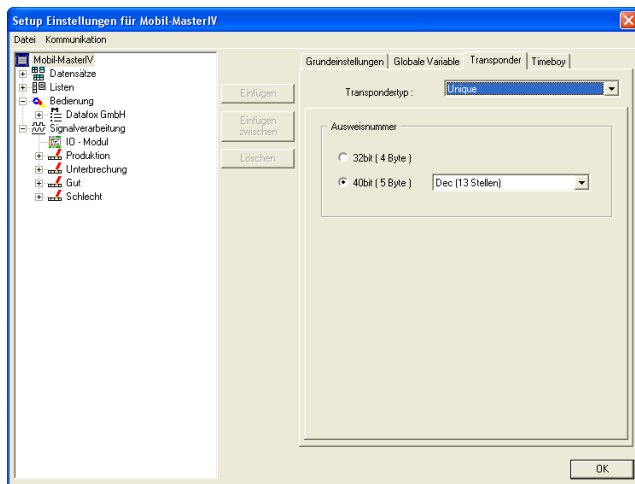 Setup Einstellungen für Mobil-MasterIV
Datei Kommunikation
Mobil-MasterIV
Datensätze
Listen
Bedienung
Datafox GmbH
Signalverarbeitung
IO - Modul
Produktion
Unterbrechung
Gut
Schlecht
Einfügen
Einfügen
zwischen
Löschen
Grundeinstellungen Globale Variable Transponder Timeboy
Transpondertyp : Unique
Ausweisnummer
32bit ( 4 Byte )
40bit ( 5 Byte ) Dec (13 Stellen)
OK